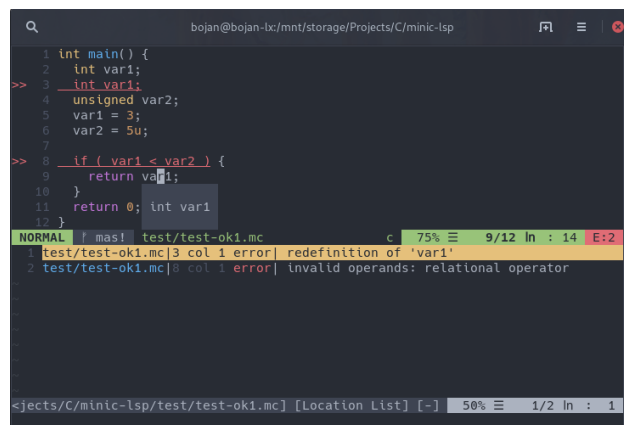 bojan@bojan-lx:/mnt/storage/Projects/C/minic-lsp
1 int main() {
2 int var1;
>> 3 int var1;
4 unsigned var2;
5 var1 = 3;
6 var2 = 5u;
7
>> 8 if ( var1 < var2 ) {
9 return var1;
10 }
11 return 0; int var1
12 }
NORMAL mas! test/test-ok1.mc c 75% ☰ 9/12 ln : 14 E:2
1 test/test-ok1.mc|3 col 1 error| redefinition of 'var1'
2 test/test-ok1.mc|8 col 1 error| invalid operands: relational operator
~
~
~
~
~
~
<jects/C/minic-lsp/test/test-ok1.mc] [Location List] [-] 50% ☰ 1/2 ln : 1